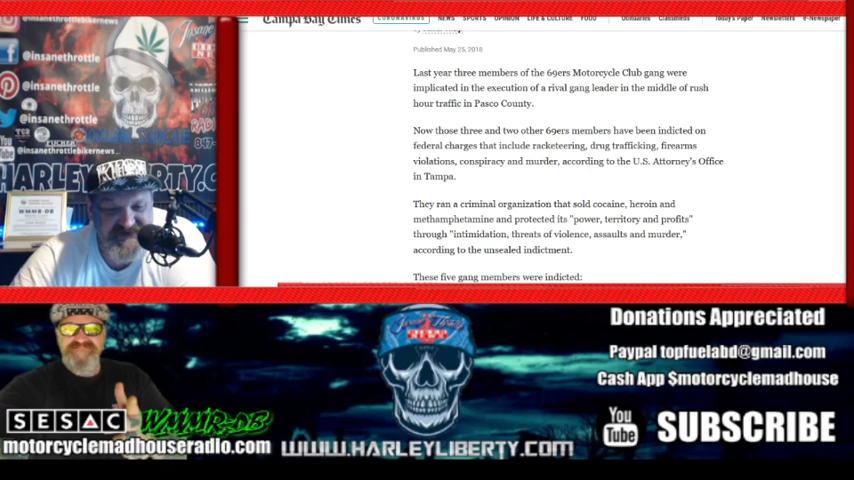 Tampa Bay Times
CORONAVIRUS
NEWS
SPORTS
OPINION
LIFE & CULTURE
FOOD
Obituaries
Classifieds
Today's Paper
Newsletters
e-Newspaper
Published May 25, 2018
Last year three members of the 69ers Motorcycle Club gang were
implicated in the execution of a rival gang leader in the middle of rush
hour traffic in Pasco County.
Now those three and two other 69ers members have been indicted on
federal charges that include racketeering, drug trafficking, firearms
violations, conspiracy and murder, according to the U.S. Attorney's Office
in Tampa.
They ran a criminal organization that sold cocaine, heroin and
methamphetamine and protected its "power, territory and profits"
through "intimidation, threats of violence, assaults and murder,"
according to the unsealed indictment.
These five gang members were indicted:
@insanethrottle
@insanethrottle
@insanethrottle
@insanethrottlebikernews
HARLEYLIBERTY.C
WMMR-DB
Donations Appreciated
Paypal topfuelabd@gmail.com
Cash App $motorcyclemadhouse
SESAC
WMMR-DB
You
Tube
SUBSCRIBE
motorcyclemadhouseradio.com
WWW.HARLEYLIBERTY.COM